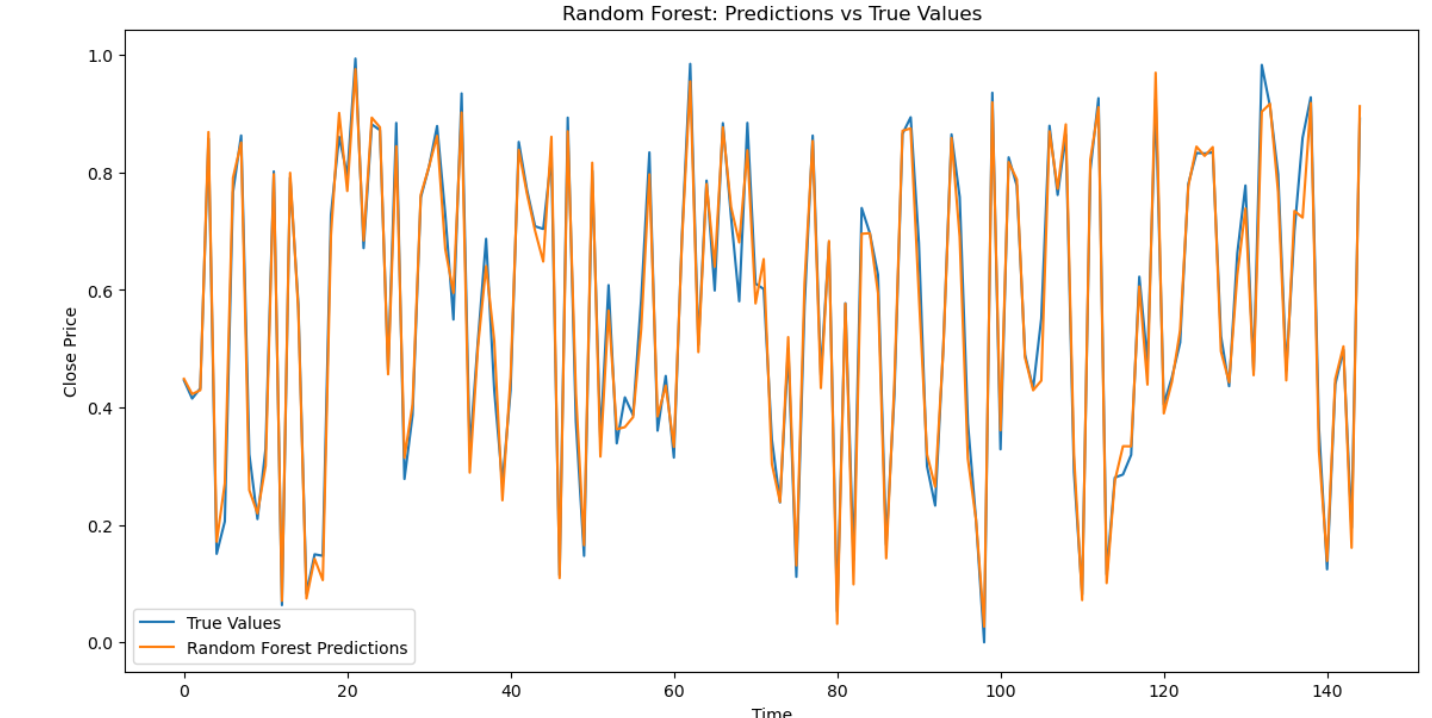 Random Forest: Predictions vs True Values
Close Price
1.0
0.8
0.6
0.4
0.2
0.0
True Values
Random Forest Predictions
0 20 40 60 80 100 120 140
Time